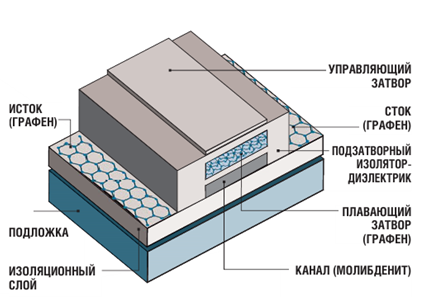 УПРАВЛЯЮЩИЙ
ЗАТВОР
ИСТОК
(ГРАФЕН)
СТОК
(ГРАФЕН)
ПОДЗАТВОРНЫЙ
ИЗОЛЯТОР-
ДИЭЛЕКТРИК
ПЛАВАЮЩИЙ
ЗАТВОР
(ГРАФЕН)
ПОДЛОЖКА
ИЗОЛЯЦИОННЫЙ
СЛОЙ
КАНАЛ (МОЛИБДЕНИТ)